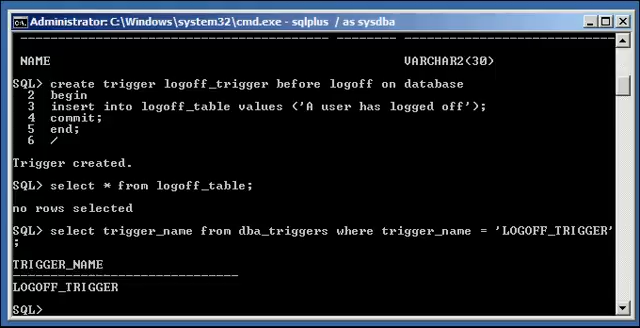 Administrator: C:\Windows\system32\cmd.exe - sqlplus / as sysdba
----------------------------------------- -------- ----------------------------
NAME VARCHAR2(30)
SQL> create trigger logoff_trigger before logoff on database
2 begin
3 insert into logoff_table values ('A user has logged off');
4 commit;
5 end;
6 /
Trigger created.
SQL> select * from logoff_table;
no rows selected
SQL> select trigger_name from dba_triggers where trigger_name = 'LOGOFF_TRIGGER'
;
TRIGGER_NAME
------------------------------
LOGOFF_TRIGGER
SQL>